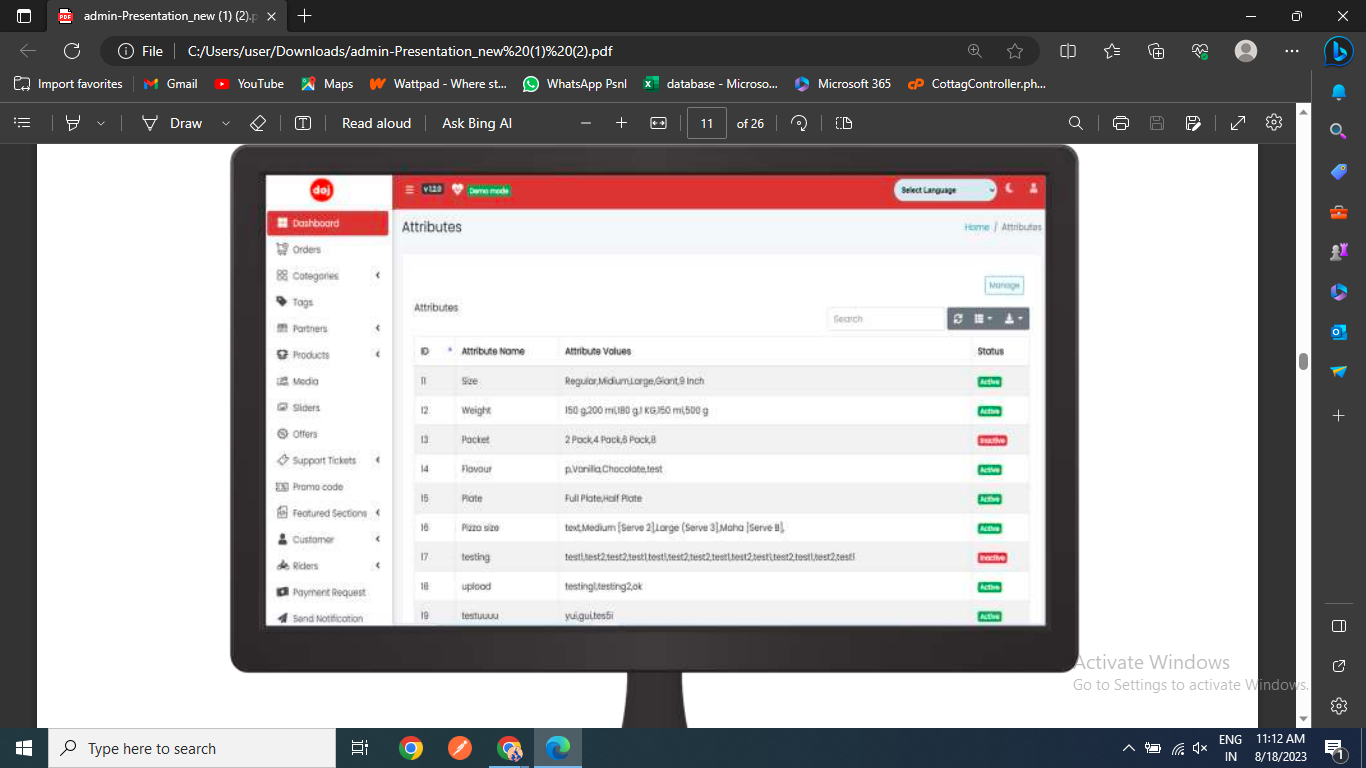 admin-Presentation_new (1) (2).p
File
C:/Users/user/Downloads/admin-Presentation_new%20(1)%20(2).pdf
Import favorites Gmail YouTube Maps Wattpad - Where st... WhatsApp Psnl database - Microso... Microsoft 365 CottagController.ph...
Draw Read aloud Ask Bing AI 11 of 26
doj v 1.2.0 Demo mode Select Language
Dashboard
Orders
Categories
Tags
Partners
Products
Media
Sliders
Offers
Support Tickets
Promo code
Featured Sections
Customer
Riders
Payment Request
Send Notification
Attributes Home / Attributes
Manage
Attributes
Search
ID Attribute Name Attribute Values Status
11 Size Regular,Midium,Large,Giant,9 Inch Active
12 Weight 150 g,200 ml,180 g,1 KG,150 ml,500 g Active
13 Packet 2 Pack,4 Pack,6 Pack,8 Inactive
14 Flavour p,Vanilla,Chocolate,test Active
15 Plate Full Plate,Half Plate Active
16 Pizza size text,Medium [Serve 2],Large (Serve 3],Maha [Serve 8], Active
17 testing test1,test2,test2,test1,test1,test2,test2,test1,test2,test1,test2,test1,test2,test1 Inactive
18 upload testing1,testing2,ok Active
19 testuuuu yui,gui,tes5i Active
Activate Windows
Go to Settings to activate Windows.
Type here to search
ENG 11:12 AM
IN 8/18/2023
1